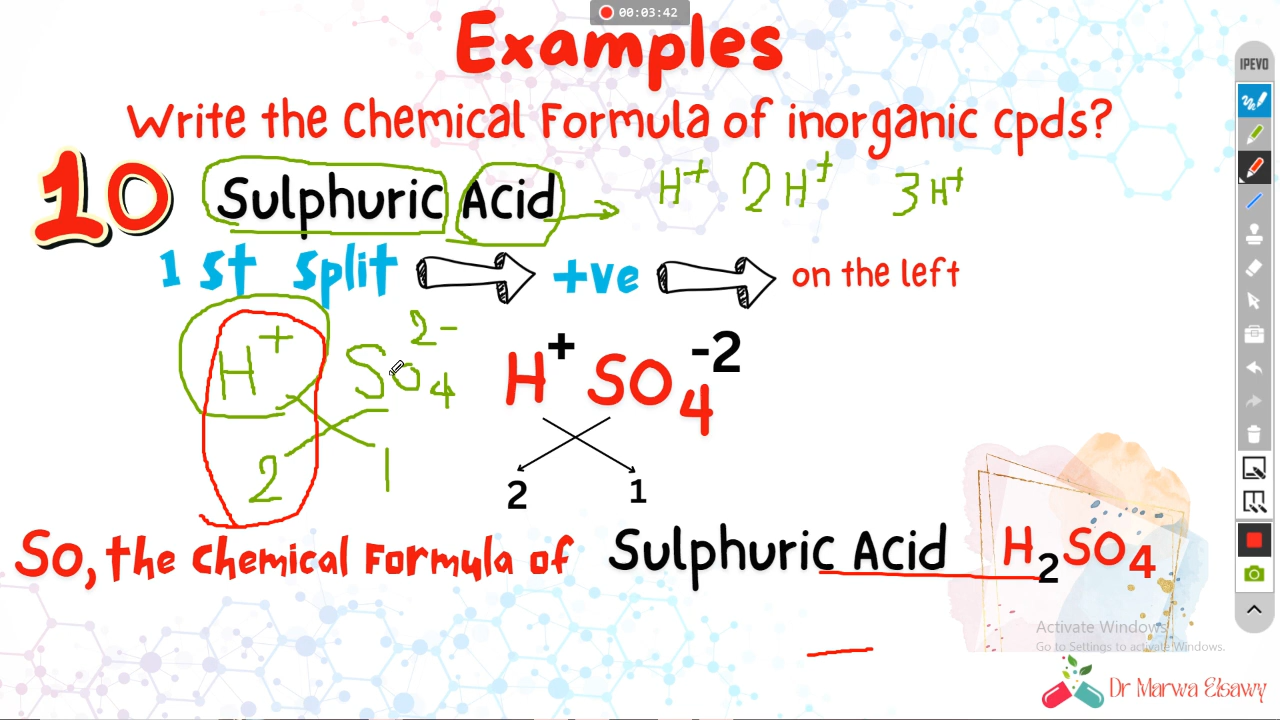 00:03:42
Examples
IPEVO
Write the Chemical Formula of inorganic cpds?
10 Sulphuric Acid → H⁺ 2H⁺ 3H⁺
1 st split +ve on the left
H⁺ SO₄²⁻ H⁺ SO₄⁻²
2 1 2 1
So, the Chemical Formula of Sulphuric Acid H₂SO₄
Activate Windows
Go to Settings to activate Windows.
Dr Marwa Elsawy